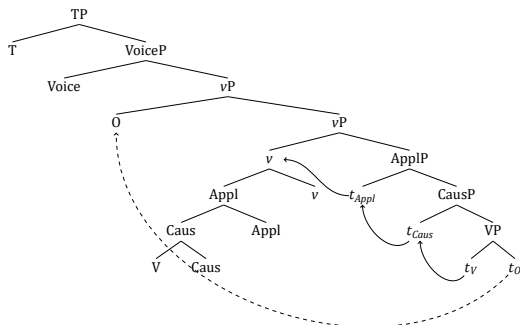 TP
T VoiceP
Voice vP
O vP
v ApplP
Appl v t_Appl CausP
Caus Appl t_Caus VP
V Caus t_V t_O